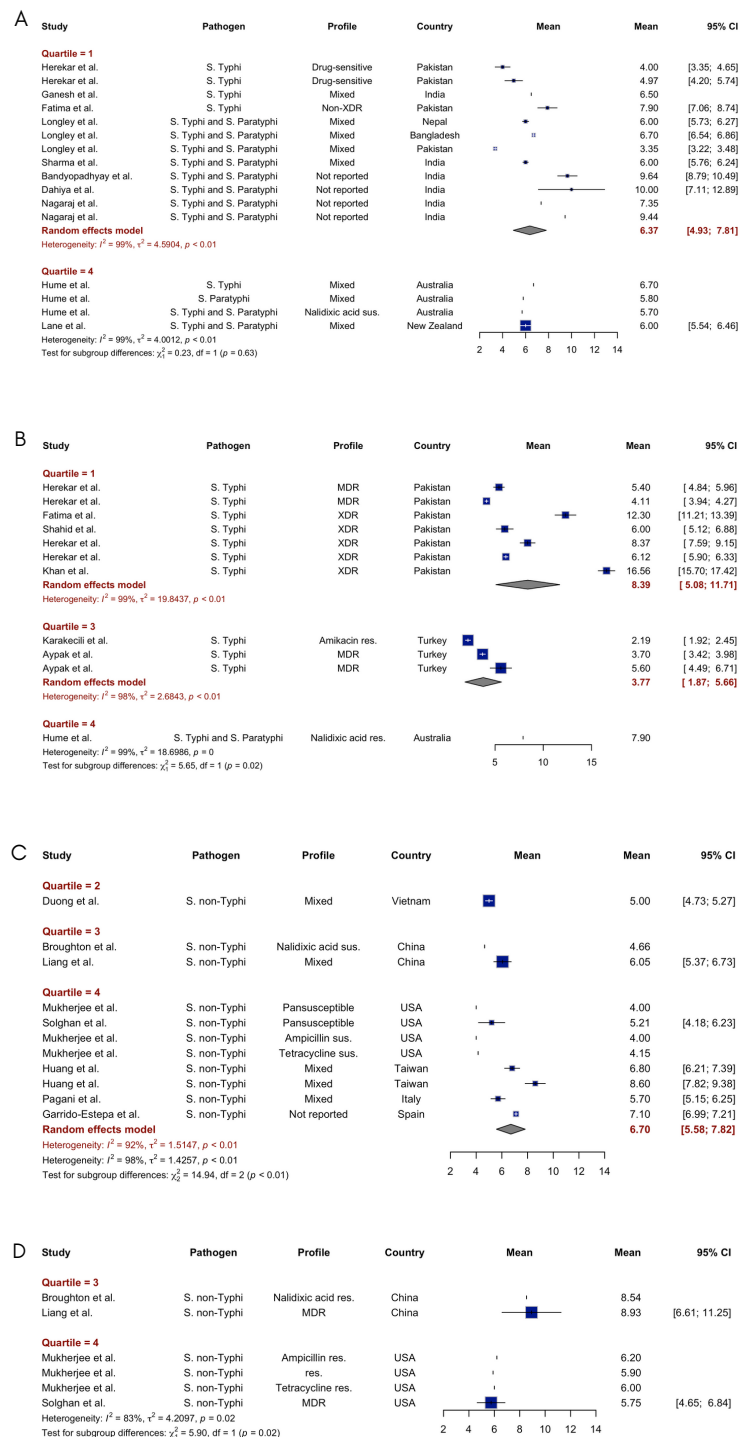 A
Study Pathogen Profile Country Mean Mean 95% CI
Quartile = 1
Herekar et al. S. Typhi Drug-sensitive Pakistan 4.00 [3.35; 4.65]
Herekar et al. S. Typhi Drug-sensitive Pakistan 4.97 [4.20; 5.74]
Ganesh et al. S. Typhi Mixed India 6.50
Fatima et al. S. Typhi Non-XDR Pakistan 7.90 [7.06; 8.74]
Longley et al. S. Typhi and S. Paratyphi Mixed Nepal 6.00 [5.73; 6.27]
Longley et al. S. Typhi and S. Paratyphi Mixed Bangladesh 6.70 [6.54; 6.86]
Longley et al. S. Typhi and S. Paratyphi Mixed Pakistan 3.35 [3.22; 3.48]
Sharma et al. S. Typhi and S. Paratyphi Mixed India 6.00 [5.76; 6.24]
Bandyopadhyay et al. S. Typhi and S. Paratyphi Not reported India 9.64 [8.79; 10.49]
Dahiya et al. S. Typhi and S. Paratyphi Not reported India 10.00 [7.11; 12.89]
Nagaraj et al. S. Typhi and S. Paratyphi Not reported India 7.35
Nagaraj et al. S. Typhi and S. Paratyphi Not reported India 9.44
Random effects model 6.37 [4.93; 7.81]
Heterogeneity: I² = 99%, τ² = 4.5904, p < 0.01
Quartile = 4
Hume et al. S. Typhi Mixed Australia 6.70
Hume et al. S. Paratyphi Mixed Australia 5.80
Hume et al. S. Typhi and S. Paratyphi Nalidixic acid sus. Australia 5.70
Lane et al. S. Typhi and S. Paratyphi Mixed New Zealand 6.00 [5.54; 6.46]
Heterogeneity: I² = 99%, τ² = 4.0012, p < 0.01
Test for subgroup differences: χ²₁ = 0.23, df = 1 (p = 0.63)
2 4 6 8 10 12 14
B
Study Pathogen Profile Country Mean Mean 95% CI
Quartile = 1
Herekar et al. S. Typhi MDR Pakistan 5.40 [ 4.84; 5.96]
Herekar et al. S. Typhi MDR Pakistan 4.11 [ 3.94; 4.27]
Fatima et al. S. Typhi XDR Pakistan 12.30 [11.21; 13.39]
Shahid et al. S. Typhi XDR Pakistan 6.00 [ 5.12; 6.88]
Herekar et al. S. Typhi XDR Pakistan 8.37 [ 7.59; 9.15]
Herekar et al. S. Typhi XDR Pakistan 6.12 [ 5.90; 6.33]
Khan et al. S. Typhi XDR Pakistan 16.56 [15.70; 17.42]
Random effects model 8.39 [ 5.08; 11.71]
Heterogeneity: I² = 99%, τ² = 19.8437, p < 0.01
Quartile = 3
Karakecili et al. S. Typhi Amikacin res. Turkey 2.19 [ 1.92; 2.45]
Aypak et al. S. Typhi MDR Turkey 3.70 [ 3.42; 3.98]
Aypak et al. S. Typhi MDR Turkey 5.60 [ 4.49; 6.71]
Random effects model 3.77 [ 1.87; 5.66]
Heterogeneity: I² = 98%, τ² = 2.6843, p < 0.01
Quartile = 4
Hume et al. S. Typhi and S. Paratyphi Nalidixic acid res. Australia 7.90
Heterogeneity: I² = 99%, τ² = 18.6986, p = 0
Test for subgroup differences: χ²₁ = 5.65, df = 1 (p = 0.02)
5 10 15
C
Study Pathogen Profile Country Mean Mean 95% CI
Quartile = 2
Duong et al. S. non-Typhi Mixed Vietnam 5.00 [4.73; 5.27]
Quartile = 3
Broughton et al. S. non-Typhi Nalidixic acid sus. China 4.66
Liang et al. S. non-Typhi Mixed China 6.05 [5.37; 6.73]
Quartile = 4
Mukherjee et al. S. non-Typhi Pansusceptible USA 4.00
Solghan et al. S. non-Typhi Pansusceptible USA 5.21 [4.18; 6.23]
Mukherjee et al. S. non-Typhi Ampicillin sus. USA 4.00
Mukherjee et al. S. non-Typhi Tetracycline sus. USA 4.15
Huang et al. S. non-Typhi Mixed Taiwan 6.80 [6.21; 7.39]
Huang et al. S. non-Typhi Mixed Taiwan 8.60 [7.82; 9.38]
Pagani et al. S. non-Typhi Mixed Italy 5.70 [5.15; 6.25]
Garrido-Estepa et al. S. non-Typhi Not reported Spain 7.10 [6.99; 7.21]
Random effects model 6.70 [5.58; 7.82]
Heterogeneity: I² = 92%, τ² = 1.5147, p < 0.01
Heterogeneity: I² = 98%, τ² = 1.4257, p < 0.01
Test for subgroup differences: χ²₂ = 14.94, df = 2 (p < 0.01)
2 4 6 8 10 12 14
D
Study Pathogen Profile Country Mean Mean 95% CI
Quartile = 3
Broughton et al. S. non-Typhi Nalidixic acid res. China 8.54
Liang et al. S. non-Typhi MDR China 8.93 [6.61; 11.25]
Quartile = 4
Mukherjee et al. S. non-Typhi Ampicillin res. USA 6.20
Mukherjee et al. S. non-Typhi res. USA 5.90
Mukherjee et al. S. non-Typhi Tetracycline res. USA 6.00
Solghan et al. S. non-Typhi MDR USA 5.75 [4.65; 6.84]
Heterogeneity: I² = 83%, τ² = 4.2097, p = 0.02
Test for subgroup differences: χ²₁ = 5.90, df = 1 (p = 0.02)
2 4 6 8 10 12 14